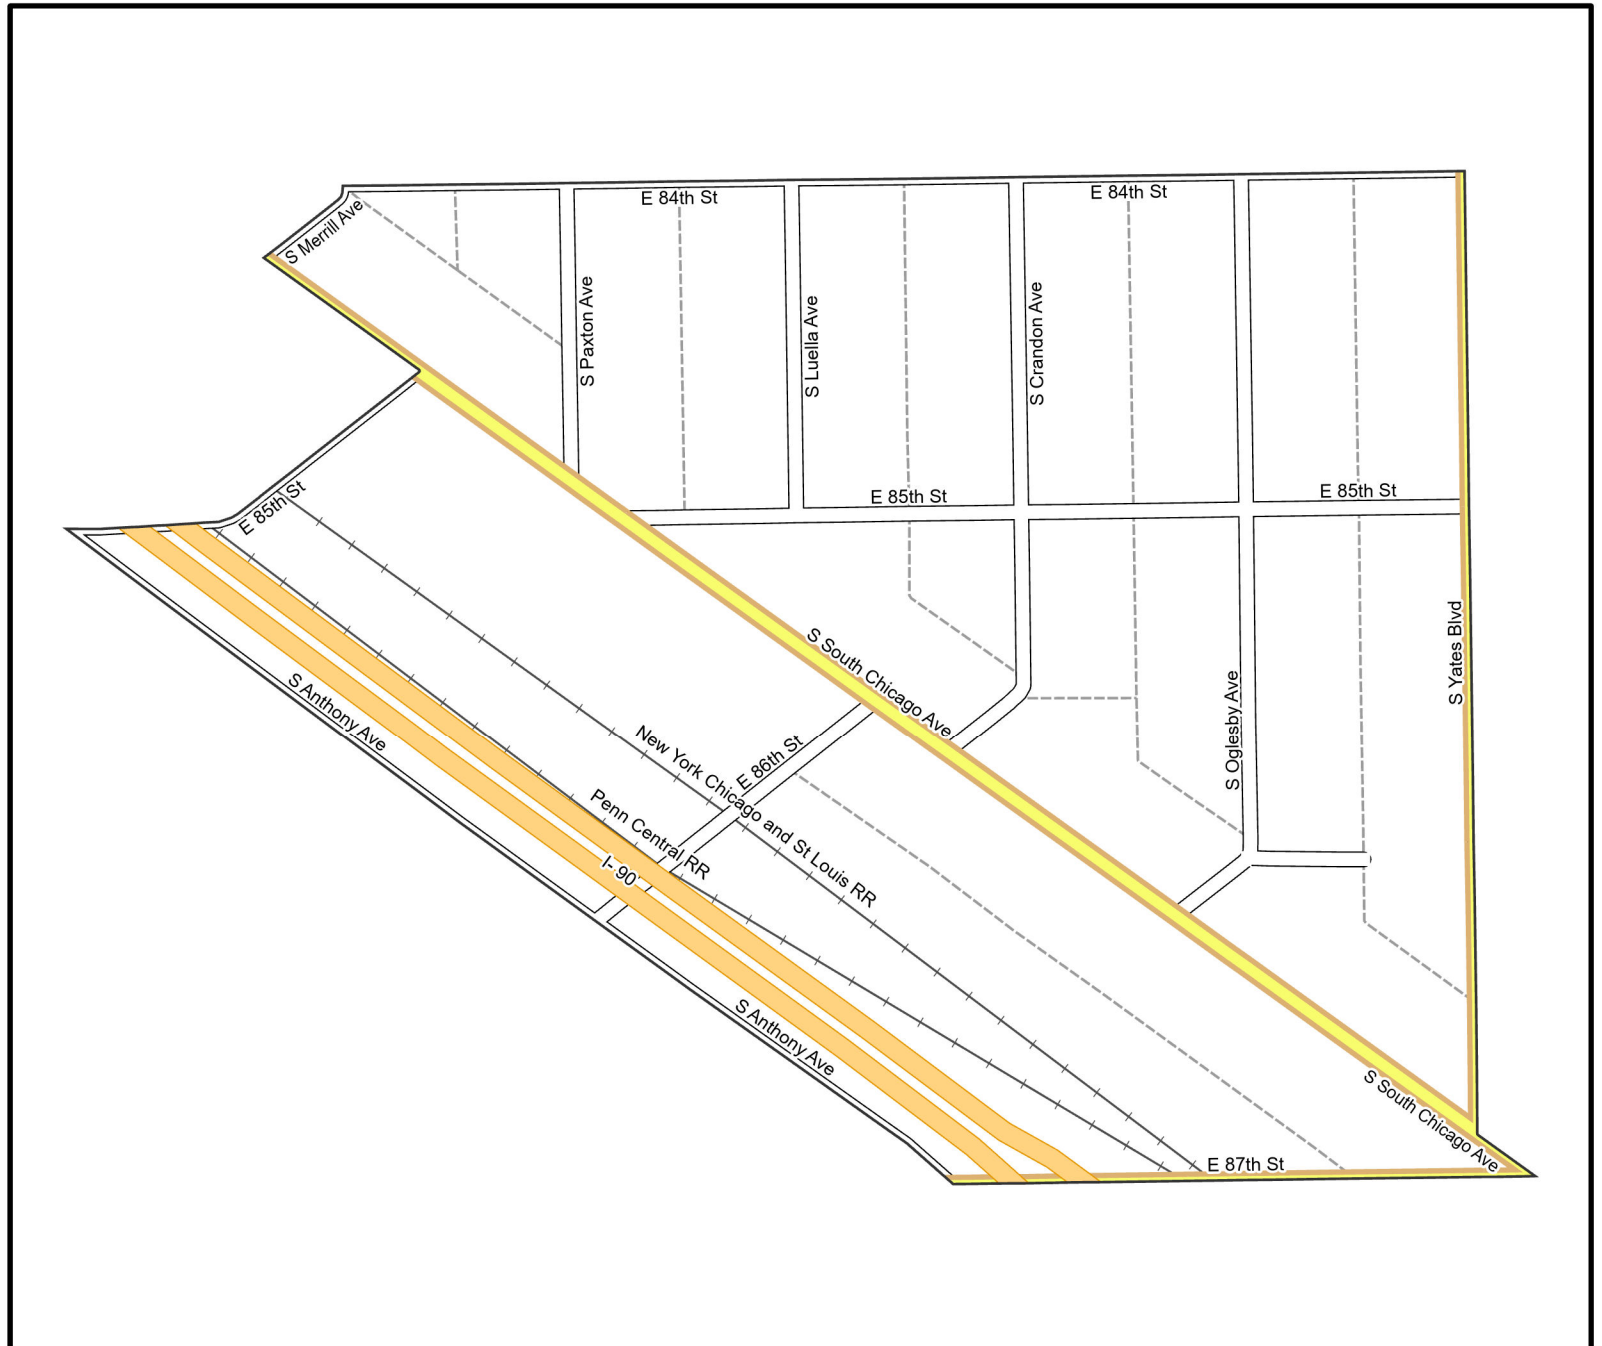 E 84th St
E 84th St
S Merrill Ave
S Paxton Ave
S Luella Ave
S Crandon Ave
E 85th St
E 85th St
E 85th St
S Yates Blvd
S South Chicago Ave
S Oglesby Ave
S Anthony Ave
New York Chicago and St Louis RR
E 86th St
Penn Central RR
I- 90
S Anthony Ave
S South Chicago Ave
E 87th St